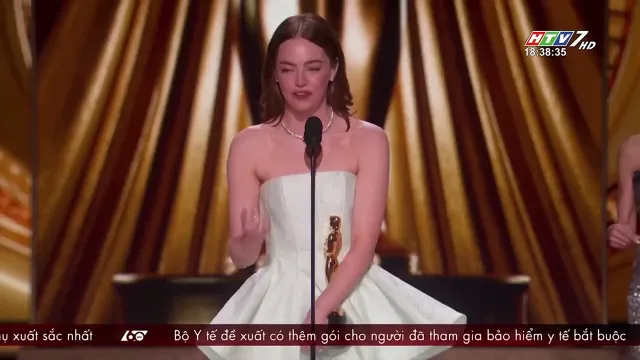 HTV7 HD
18:38:35
ụ xuất sắc nhất 60 Bộ Y tế đề xuất có thêm gói cho người đã tham gia bảo hiểm y tế bắt buộc